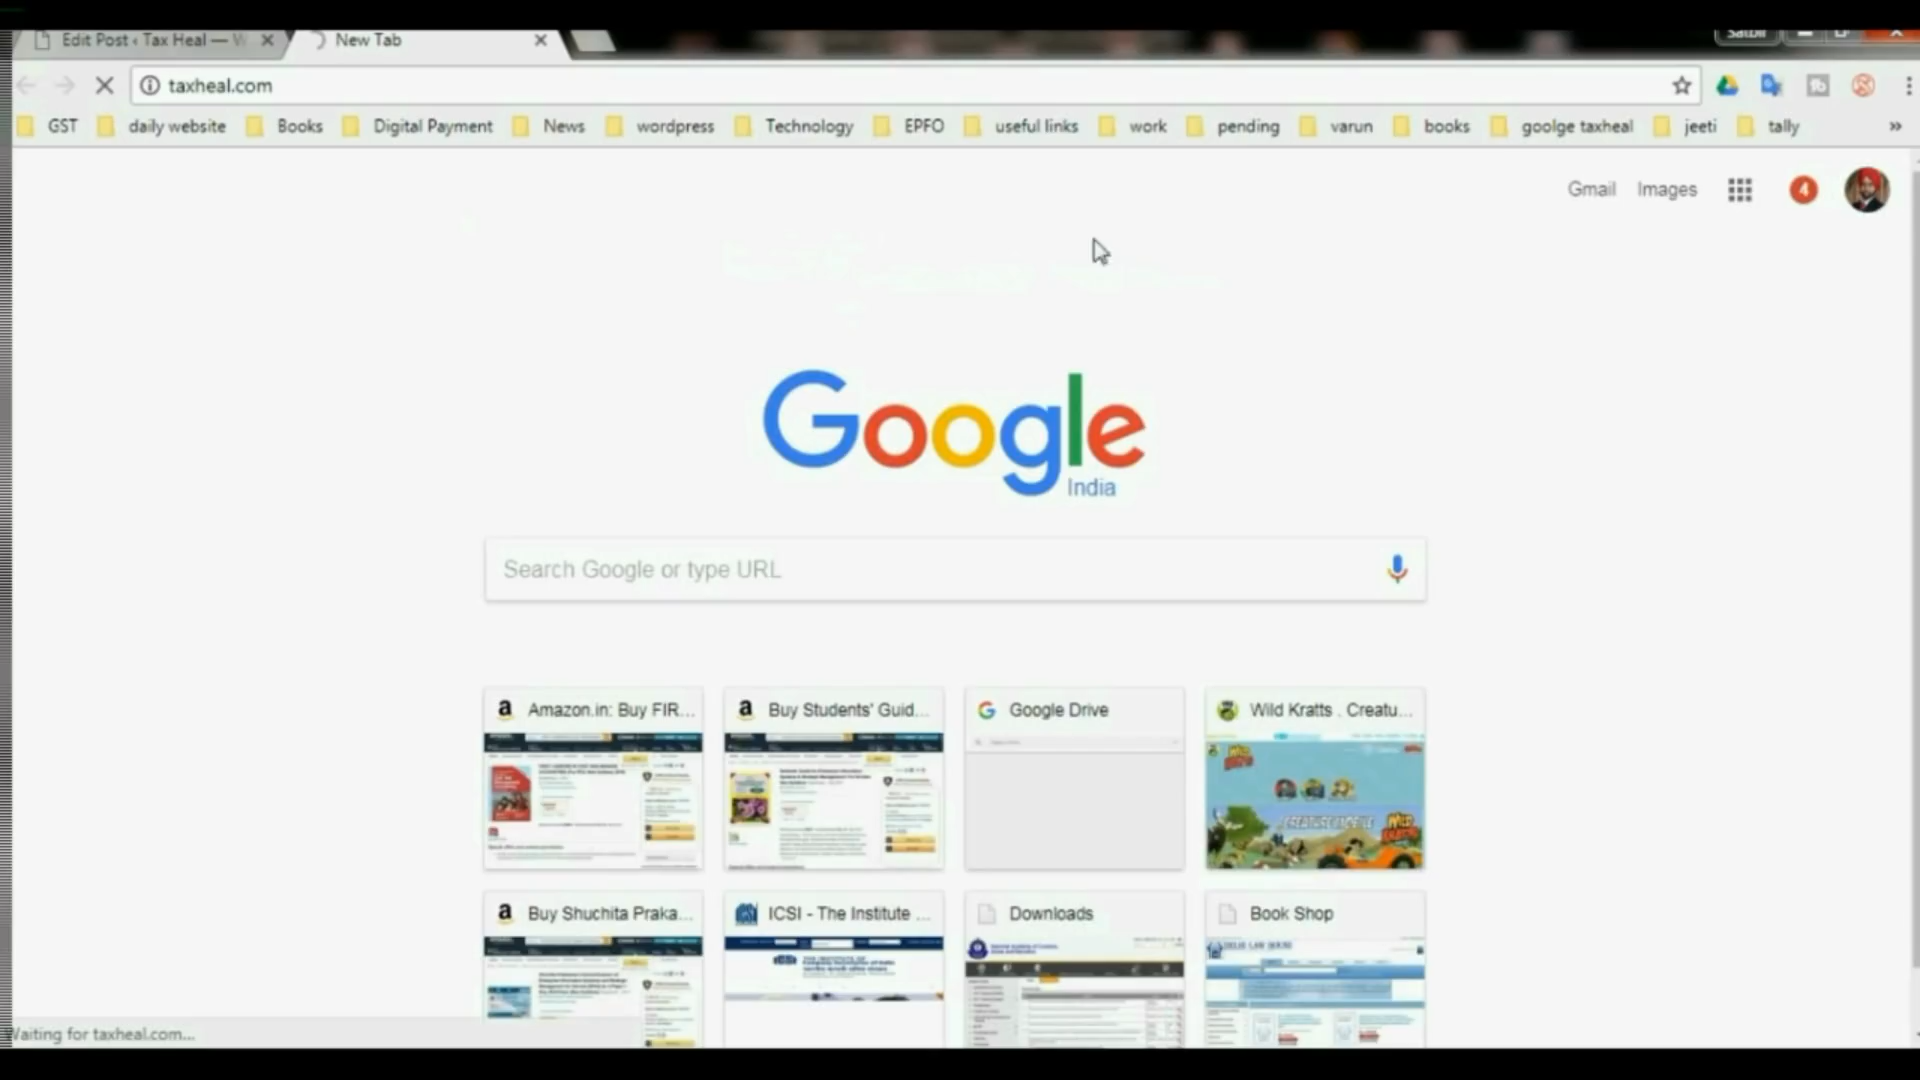 Edit Post ‹ Tax Heal — W
New Tab
Satbir
taxheal.com
GST daily website Books Digital Payment News wordpress Technology EPFO useful links work pending varun books goolge taxheal jeeti tally »
Gmail Images 4
Google
India
Search Google or type URL
Amazon.in: Buy FIR... Buy Students' Guid... Google Drive Wild Kratts . Creatu...
Buy Shuchita Praka... ICSI - The Institute ... Downloads Book Shop
Waiting for taxheal.com...